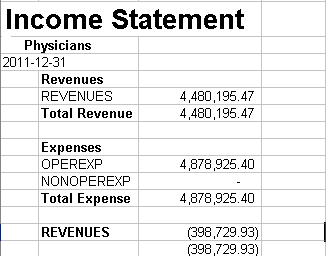 Income Statement
Physicians
2011-12-31
Revenues
REVENUES 4,480,195.47
Total Revenue 4,480,195.47
Expenses
OPEREXP 4,878,925.40
NONOPEREXP -
Total Expense 4,878,925.40
REVENUES (398,729.93)
(398,729.93)